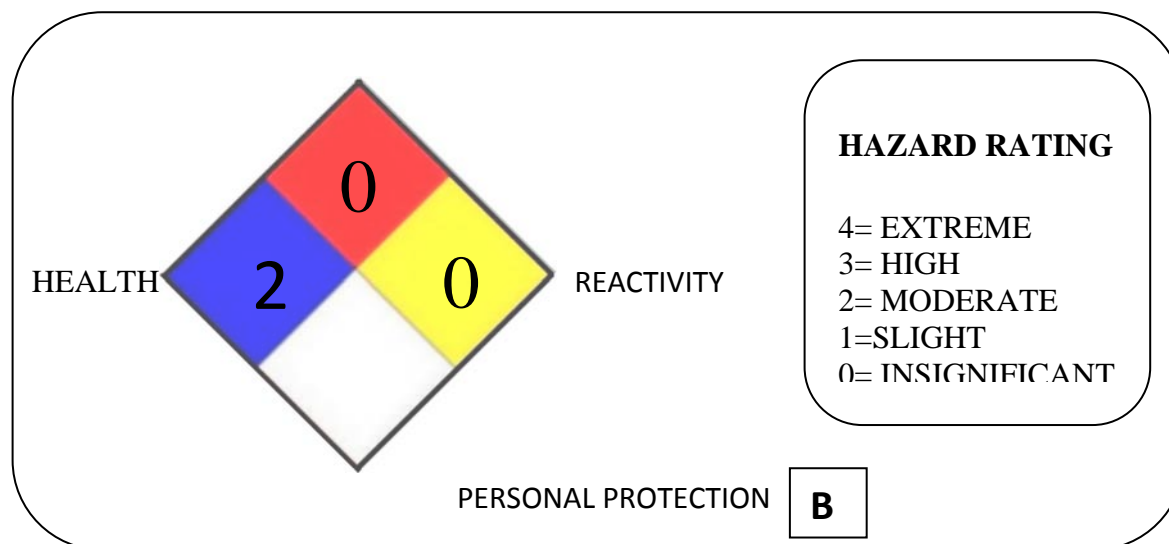 0
HEALTH
2
0
REACTIVITY
HAZARD RATING
4= EXTREME
3= HIGH
2= MODERATE
1=SLIGHT
0= INSIGNIFICANT
PERSONAL PROTECTION
B